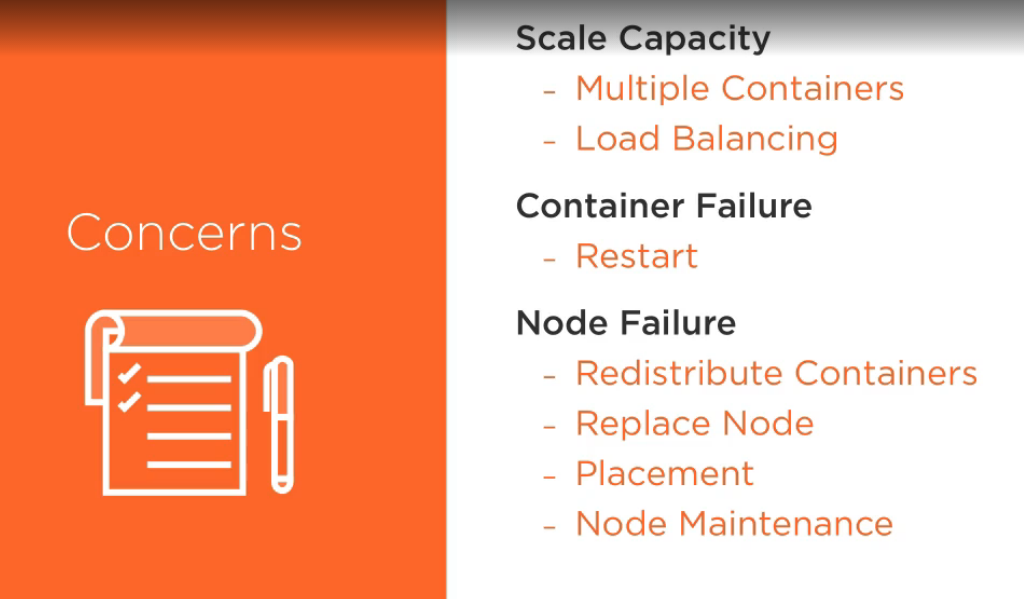 Concerns
Scale Capacity
- Multiple Containers
- Load Balancing
Container Failure
- Restart
Node Failure
- Redistribute Containers
- Replace Node
- Placement
- Node Maintenance